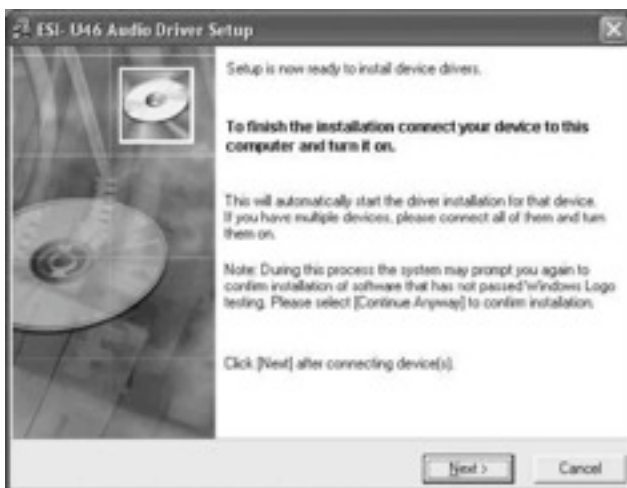 ESI- U46 Audio Driver Setup
Setup is now ready to install device drivers.
To finish the installation connect your device to this
computer and turn it on.
This will automatically start the driver installation for that device.
If you have multiple devices, please connect all of them and turn
them on.
Note: During this process the system may prompt you again to
confirm installation of software that has not passed Windows Logo
testing. Please select [Continue Anyway] to confirm installation.
Click [Next] after connecting device(s).
Next > Cancel